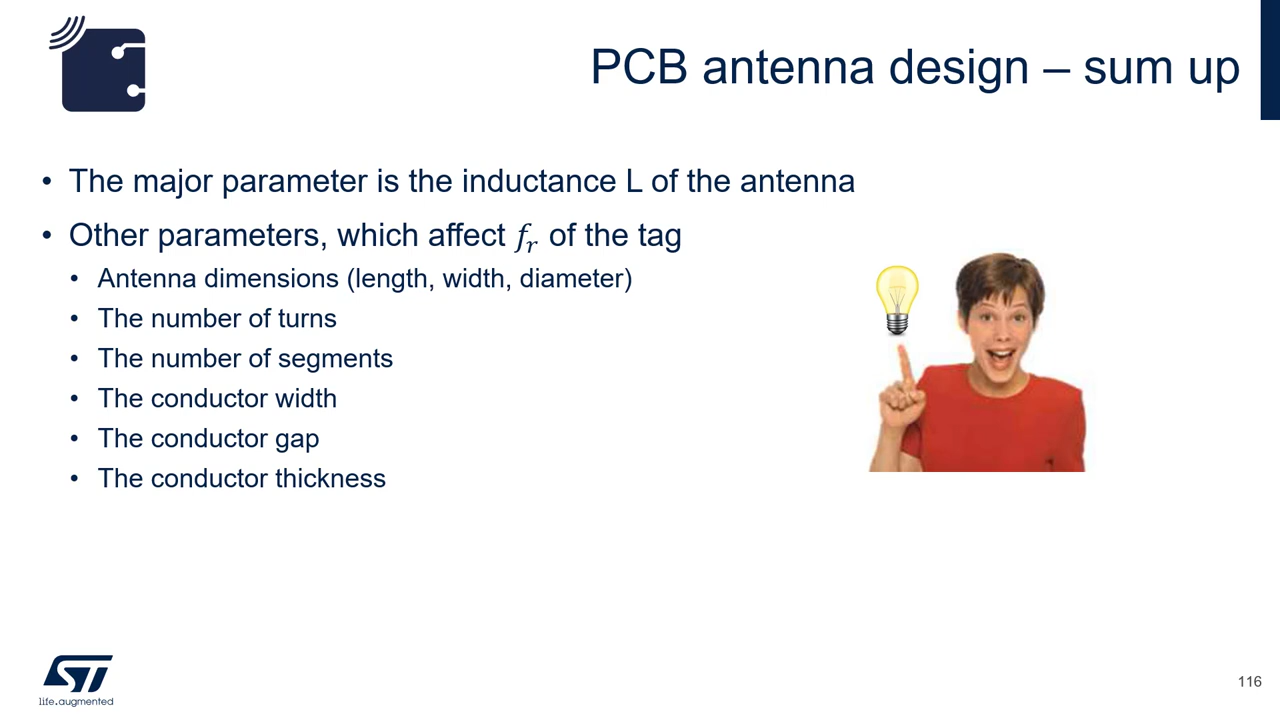 PCB antenna design – sum up
• The major parameter is the inductance L of the antenna
• Other parameters, which affect 𝑓𝑟 of the tag
• Antenna dimensions (length, width, diameter)
• The number of turns
• The number of segments
• The conductor width
• The conductor gap
• The conductor thickness
ST
life.augmented
116